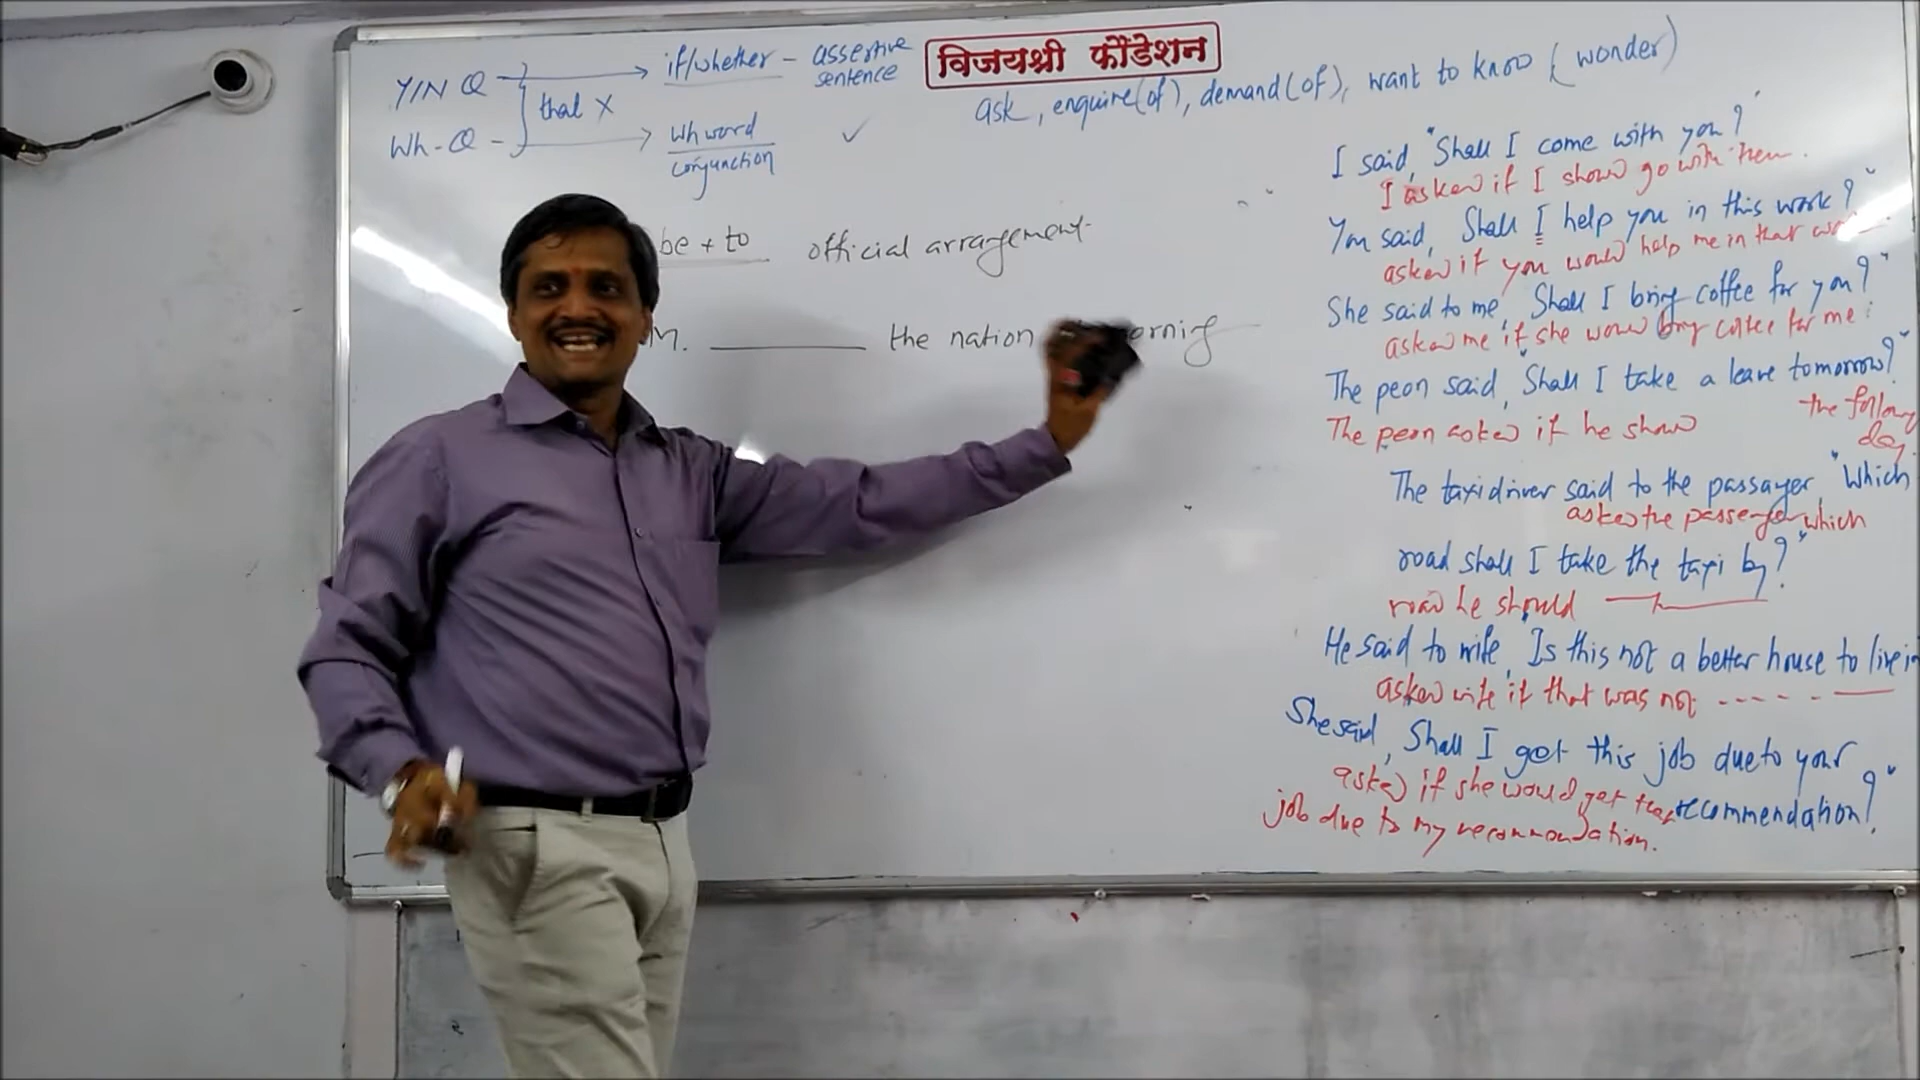 Y/N Q → if/whether - assertive sentence
that X
Wh-Q - → Wh word conjunction ✓
विजयश्री फौंडेशन
ask, enquire(of), demand(of), want to know (wonder)
be + to official arrangement.
M. ______ the nation
I said, "Shall I come with you?"
I asked if I should go with them.
You said, Shall I help you in this work?"
asked if you would help me in that
She said to me, Shall I bring coffee for you?"
asked me if she would bring coffee for me.
The peon said, "Shall I take a leave tomorrow?"
The peon asked if he should the following day.
The taxi driver said to the passager, "Which
asked the passenger which
road shall I take the taxi by?"
road he should
He said to wife, Is this not a better house to live in
asked wife if that was not - - - - -
She said, Shall I get this job due to your
recommendation?"
asked if she would get that
job due to my recommendation.